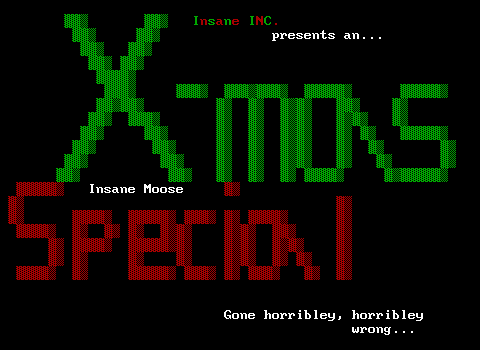 Insane INC.
presents an...
X-mas
Insane Moose
Special
Gone horribley, horribley
wrong...